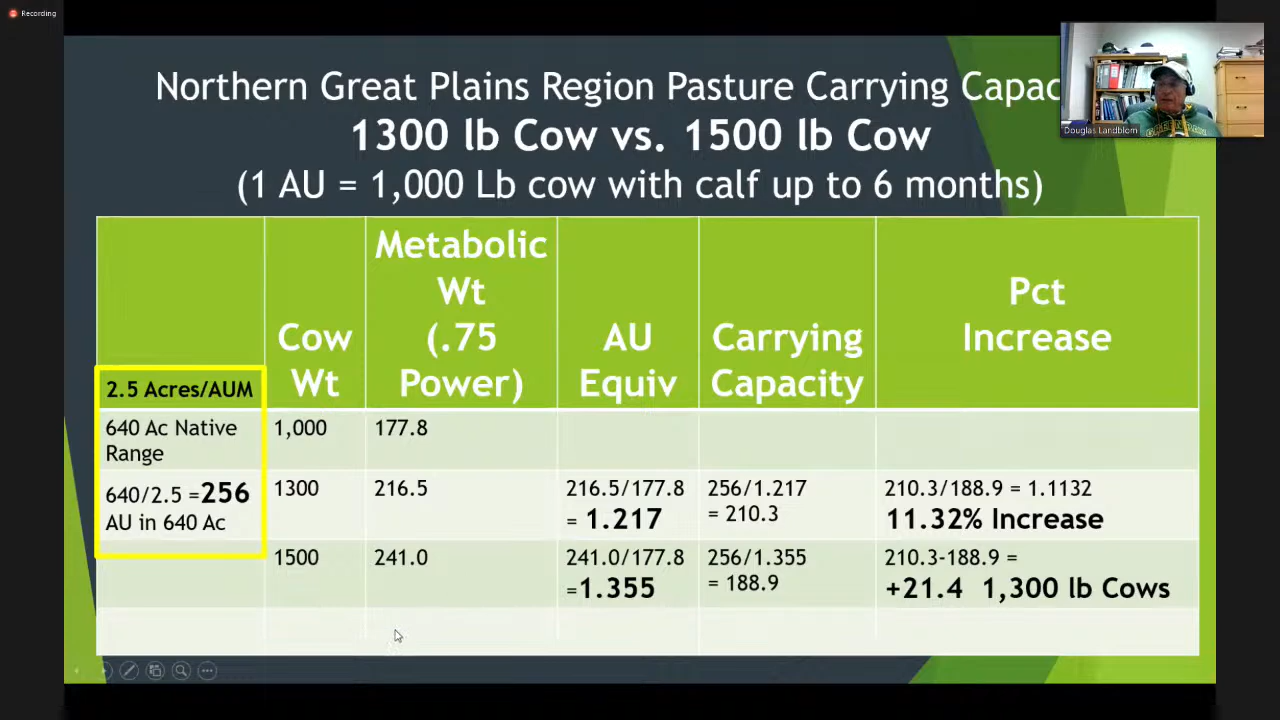 Recording
Northern Great Plains Region Pasture Carrying Capac
1300 lb Cow vs. 1500 lb Cow
(1 AU = 1,000 Lb cow with calf up to 6 months)
Douglas Landblom
2.5 Acres/AUM
Cow
Wt
Metabolic
Wt
(.75
Power)
AU
Equiv
Carrying
Capacity
Pct
Increase
640 Ac Native
Range
1,000
177.8
640/2.5 =256
AU in 640 Ac
1300
216.5
216.5/177.8
= 1.217
256/1.217
= 210.3
210.3/188.9 = 1.1132
11.32% Increase
1500
241.0
241.0/177.8
=1.355
256/1.355
= 188.9
210.3-188.9 =
+21.4 1,300 lb Cows